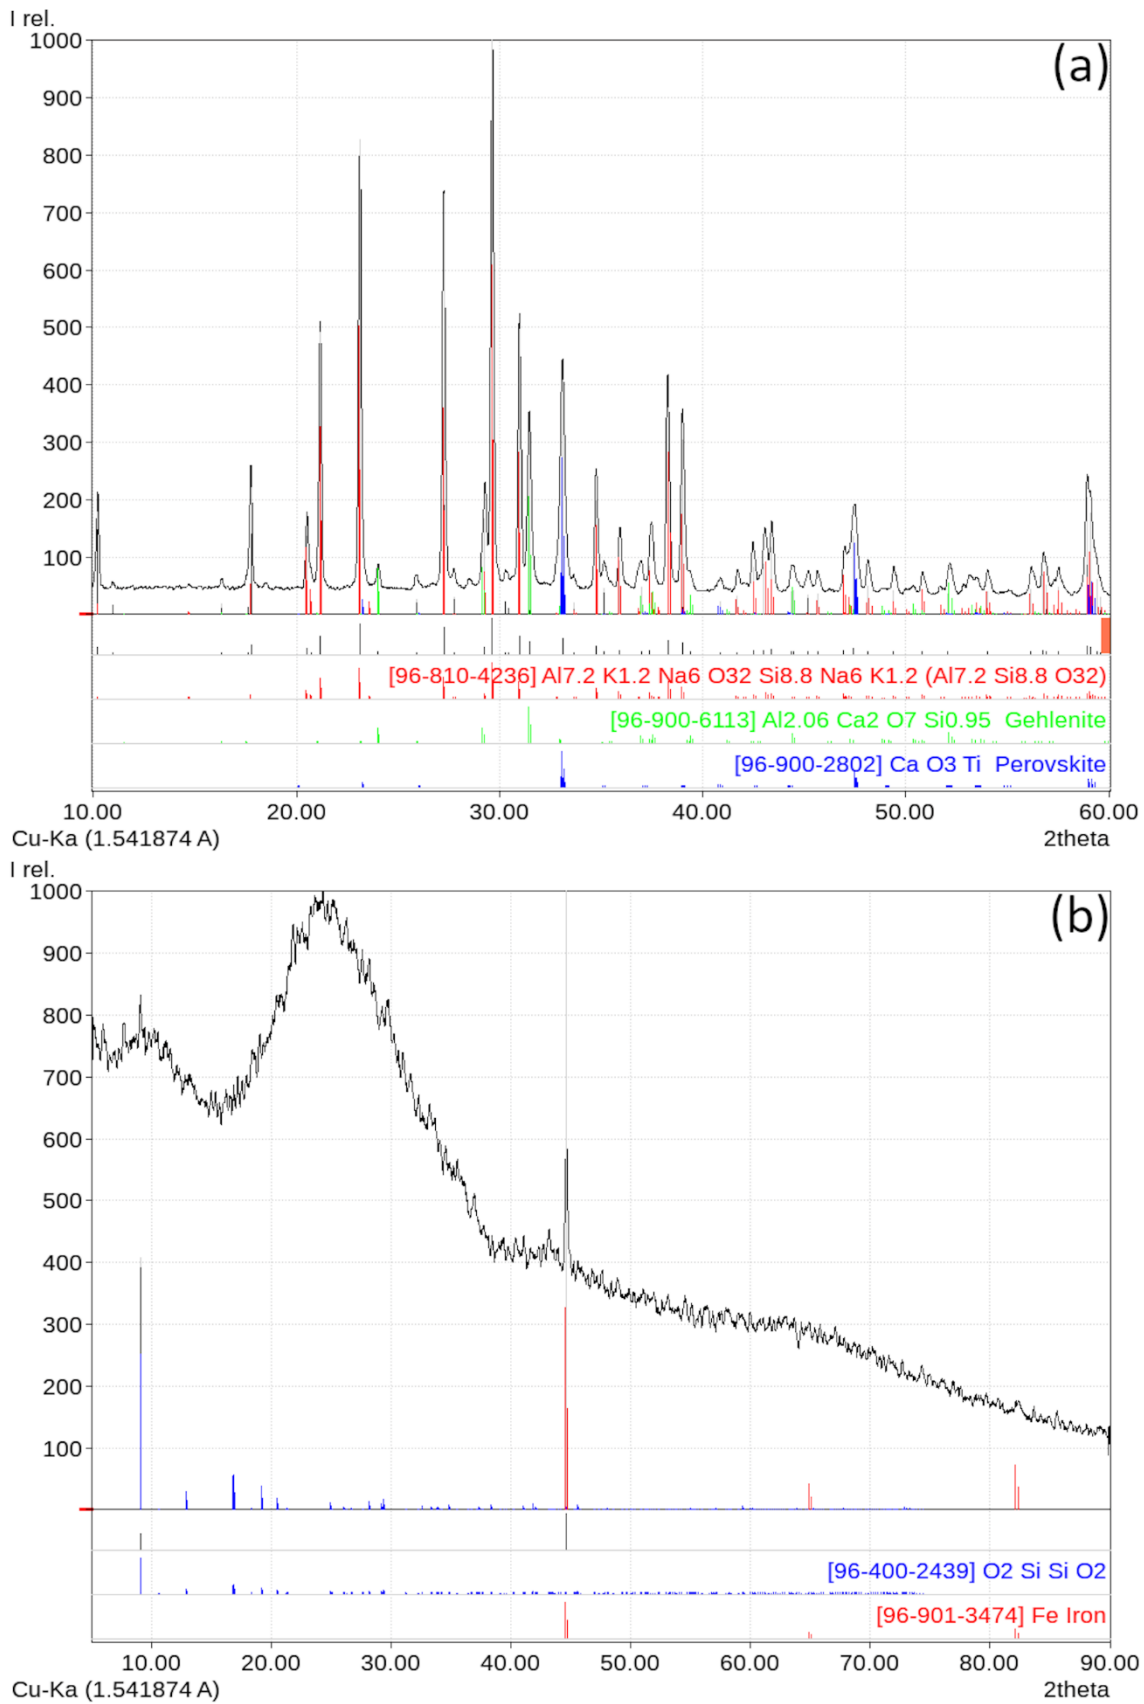 I rel.
(a)
1000
900
800
700
600
500
400
300
200
100
[96-810-4236] Al7.2 K1.2 Na6 O32 Si8.8 Na6 K1.2 (Al7.2 Si8.8 O32)
[96-900-6113] Al2.06 Ca2 O7 Si0.95 Gehlenite
[96-900-2802] Ca O3 Ti Perovskite
10.00 20.00 30.00 40.00 50.00 60.00
Cu-Ka (1.541874 A) 2theta
I rel.
(b)
1000
900
800
700
600
500
400
300
200
100
[96-400-2439] O2 Si Si O2
[96-901-3474] Fe Iron
10.00 20.00 30.00 40.00 50.00 60.00 70.00 80.00 90.00
Cu-Ka (1.541874 A) 2theta